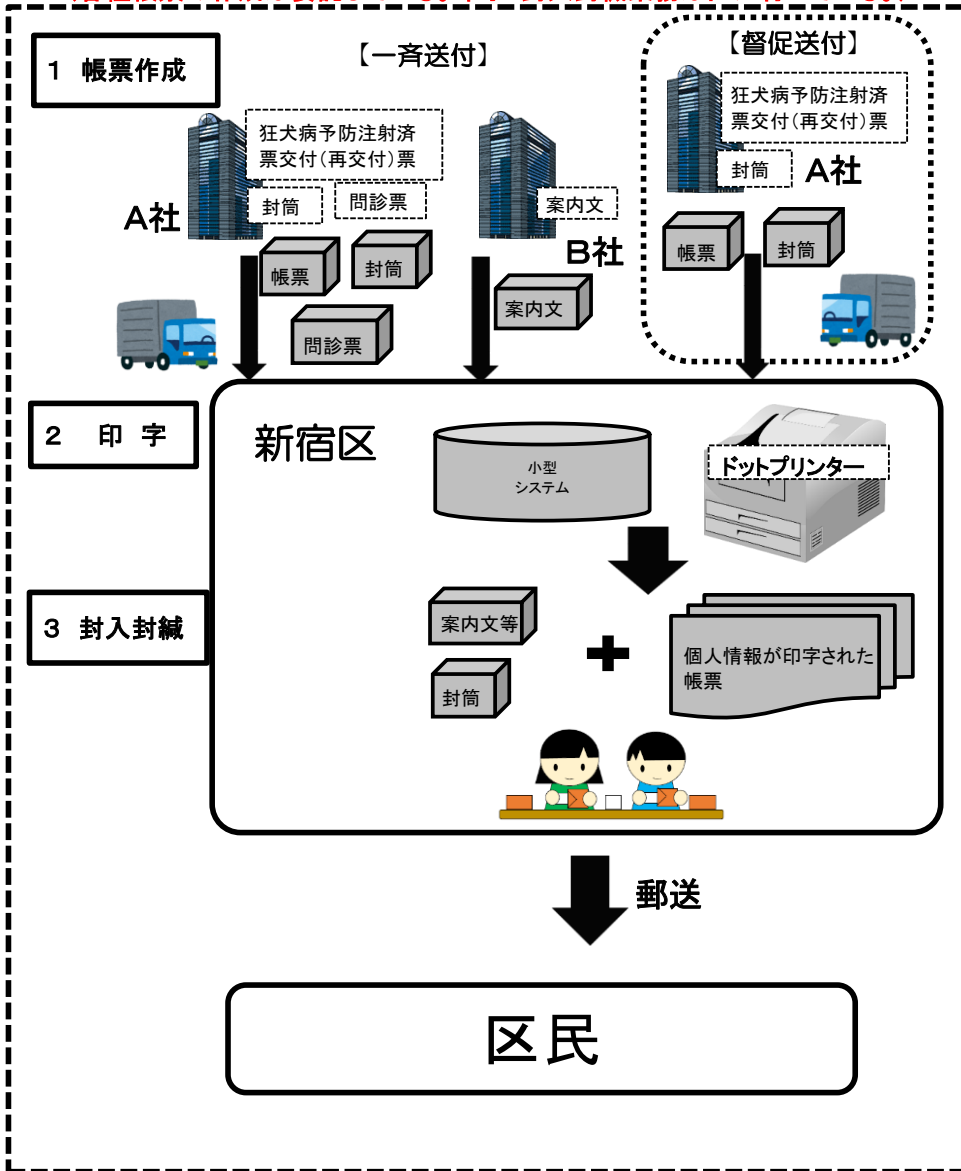 1 帳票作成
【一斉送付】
【督促送付】
狂犬病予防注射済
票交付(再交付)票
封筒
問診票
A社
帳票
封筒
問診票
案内文
B社
案内文
狂犬病予防注射済
票交付(再交付)票
封筒
A社
帳票
封筒
2 印字
新宿区
小型
システム
ドットプリンター
3 封入封緘
案内文等
封筒
個人情報が印字された
帳票
郵送
区民